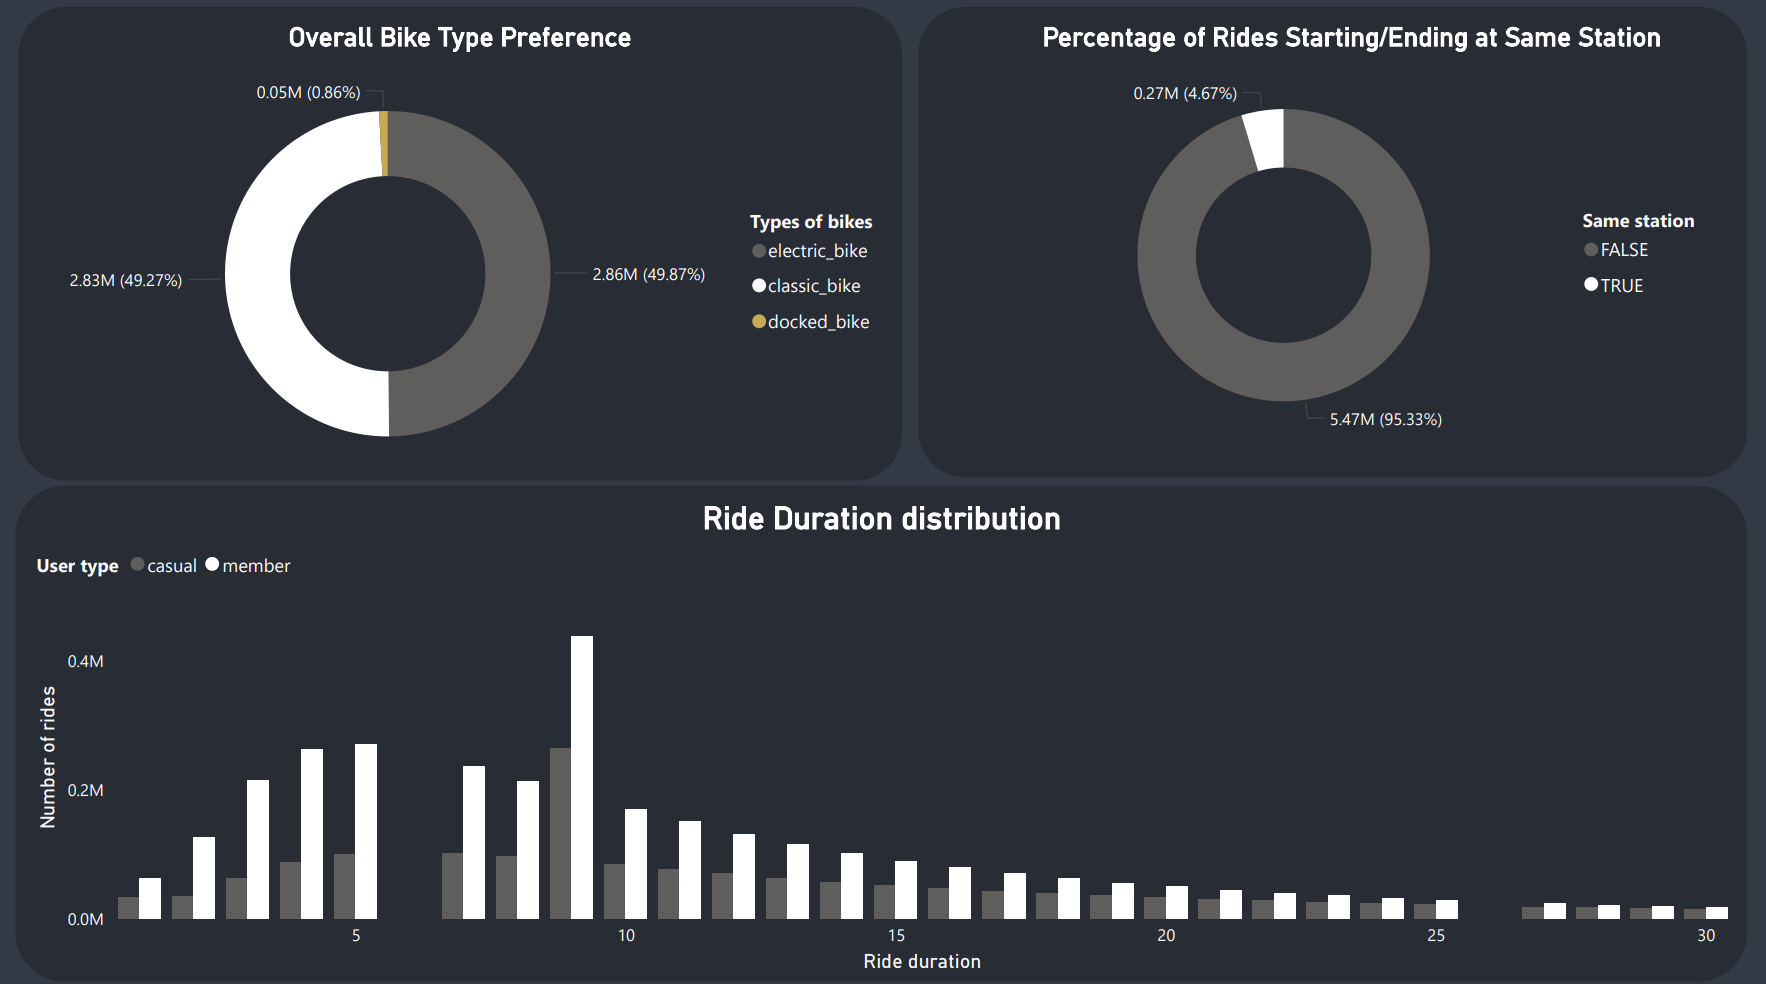 Overall Bike Type Preference
0.05M (0.86%)
2.83M (49.27%)
2.86M (49.87%)
Types of bikes
electric_bike
classic_bike
docked_bike
Percentage of Rides Starting/Ending at Same Station
0.27M (4.67%)
5.47M (95.33%)
Same station
FALSE
TRUE
Ride Duration distribution
User type casual member
Number of rides
0.4M
0.2M
0.0M
5 10 15 20 25 30
Ride duration